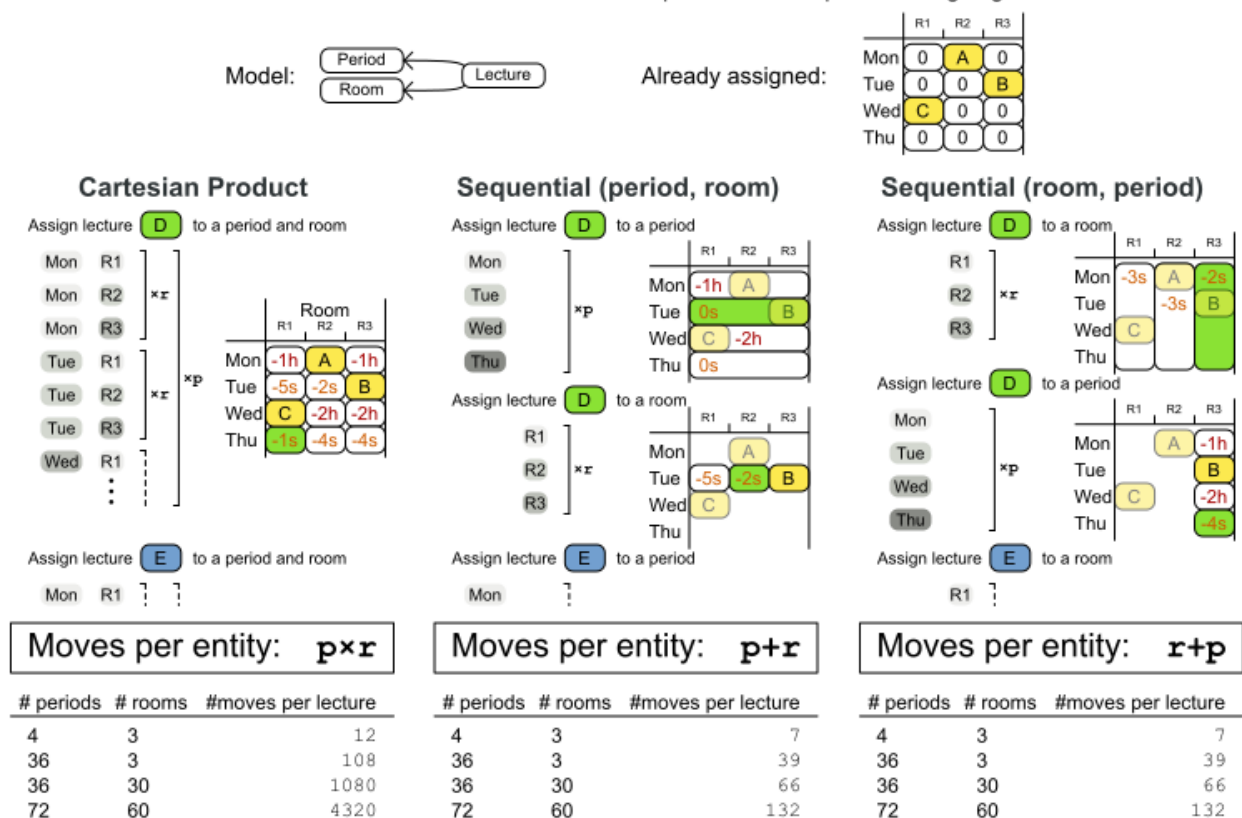 R1 R2 R3
Model: Period Room Lecture
Already assigned:
Mon 0 A 0
Tue 0 0 B
Wed C 0 0
Thu 0 0 0
Cartesian Product
Assign lecture D to a period and room
Mon R1
Mon R2
Mon R3
×r
Tue R1
Tue R2
Tue R3
×r
Wed R1
⋮
×p
Room
R1 R2 R3
Mon -1h A -1h
Tue -5s -2s B
Wed C -2h -2h
Thu -1s -4s -4s
Assign lecture E to a period and room
Mon R1
Moves per entity: p×r
# periods # rooms #moves per lecture
4 3 12
36 3 108
36 30 1080
72 60 4320
Sequential (period, room)
Assign lecture D to a period
Mon
Tue
Wed
Thu
×p
R1 R2 R3
Mon -1h A
Tue 0s B
Wed C -2h
Thu 0s
Assign lecture D to a room
R1
R2
R3
×r
R1 R2 R3
Mon A
Tue -5s -2s B
Wed C
Thu
Assign lecture E to a period
Mon
Moves per entity: p+r
# periods # rooms #moves per lecture
4 3 7
36 3 39
36 30 66
72 60 132
Sequential (room, period)
Assign lecture D to a room
R1
R2
R3
×r
R1 R2 R3
Mon -3s A -2s
Tue -3s B
Wed C
Thu
Assign lecture D to a period
Mon
Tue
Wed
Thu
×p
R1 R2 R3
Mon A -1h
Tue B
Wed C -2h
Thu -4s
Assign lecture E to a room
R1
Moves per entity: r+p
# periods # rooms #moves per lecture
4 3 7
36 3 39
36 30 66
72 60 132